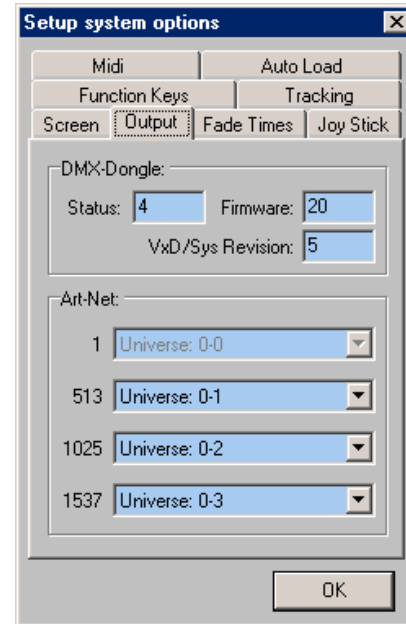 Setup system options
Midi Auto Load
Function Keys Tracking
Screen Output Fade Times Joy Stick
DMX-Dongle:
Status: 4 Firmware: 20
VxD/Sys Revision: 5
Art-Net:
1 Universe: 0-0
513 Universe: 0-1
1025 Universe: 0-2
1537 Universe: 0-3
OK